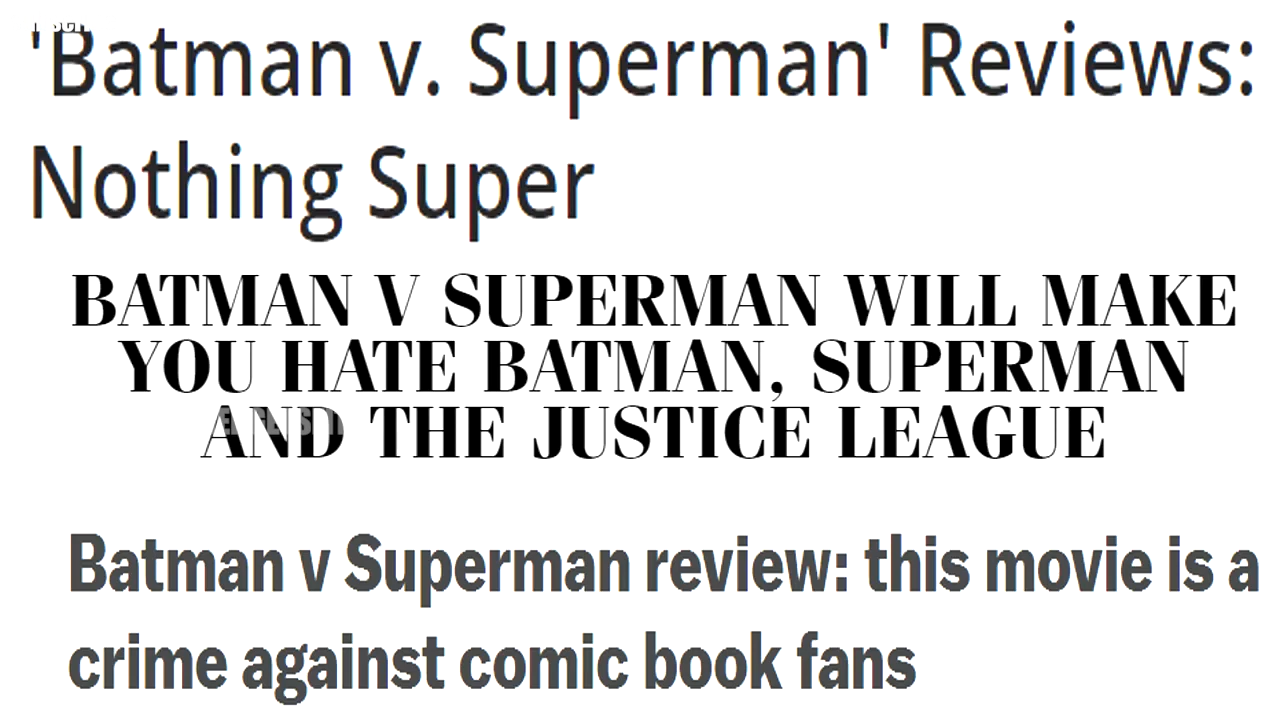 'Batman v. Superman' Reviews:
Nothing Super
BATMAN V SUPERMAN WILL MAKE
YOU HATE BATMAN, SUPERMAN
AND THE JUSTICE LEAGUE
Batman v Superman review: this movie is a
crime against comic book fans